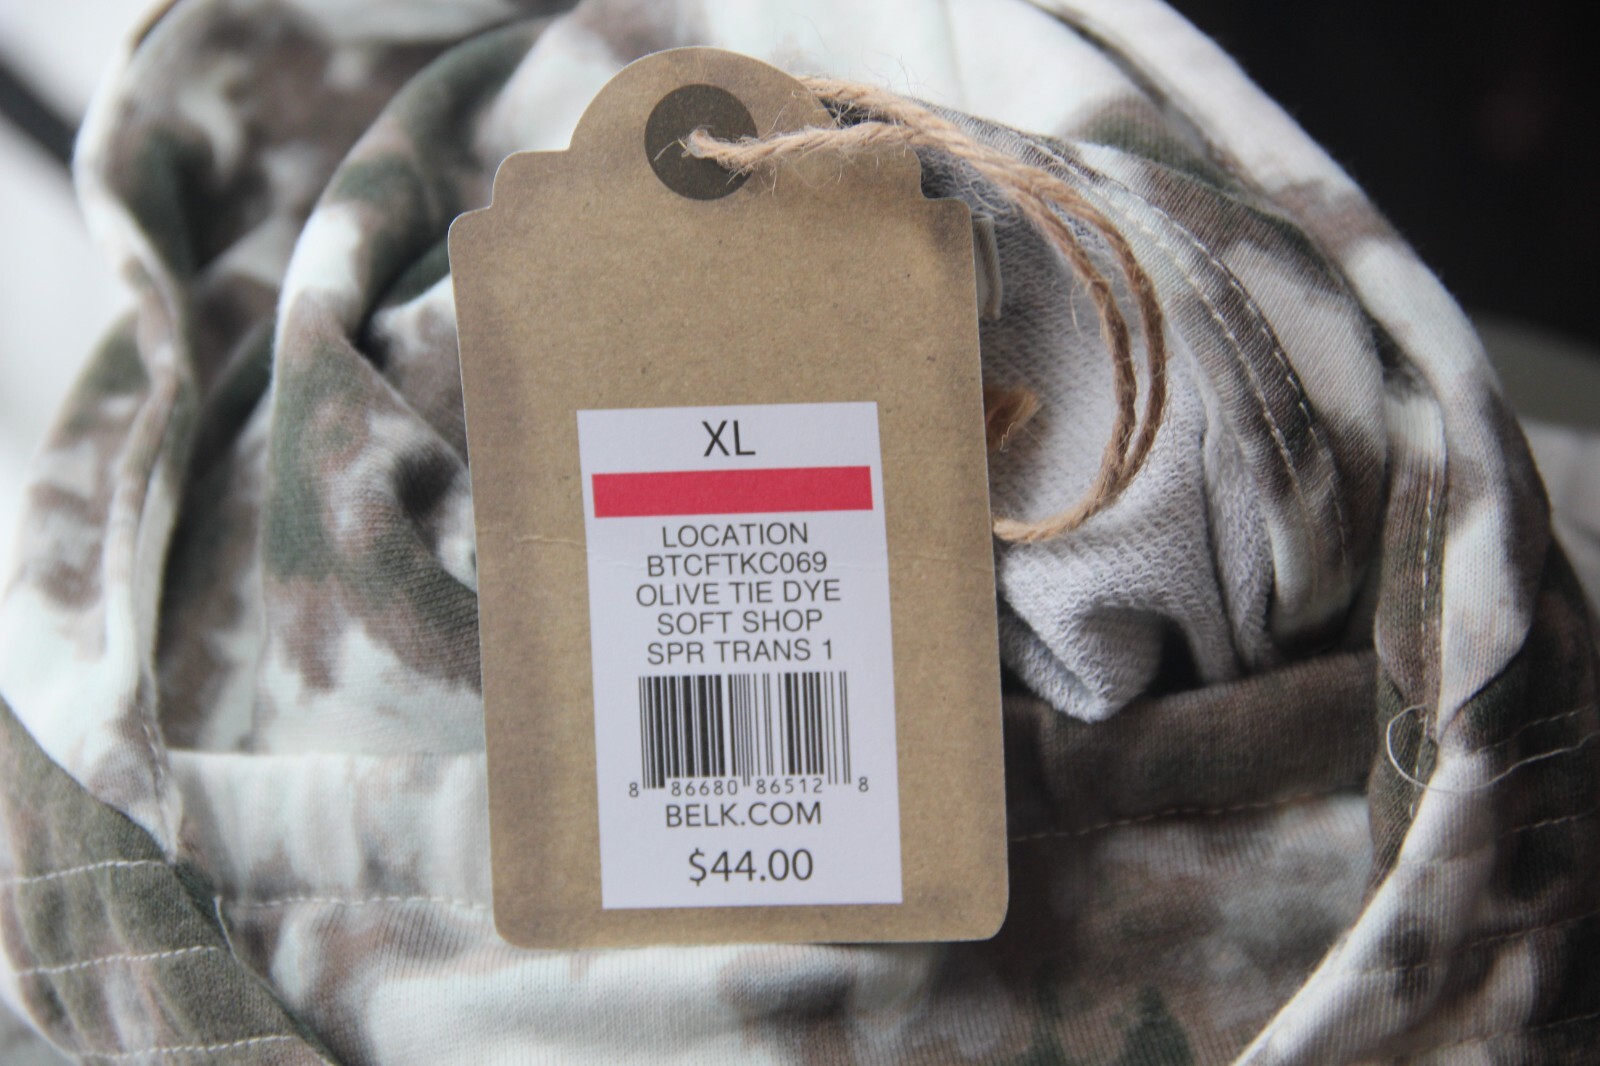 XL
LOCATION
BTCFTKC069
OLIVE TIE DYE
SOFT SHOP
SPR TRANS 1
8 86680 86512 8
BELK.COM
$44.00